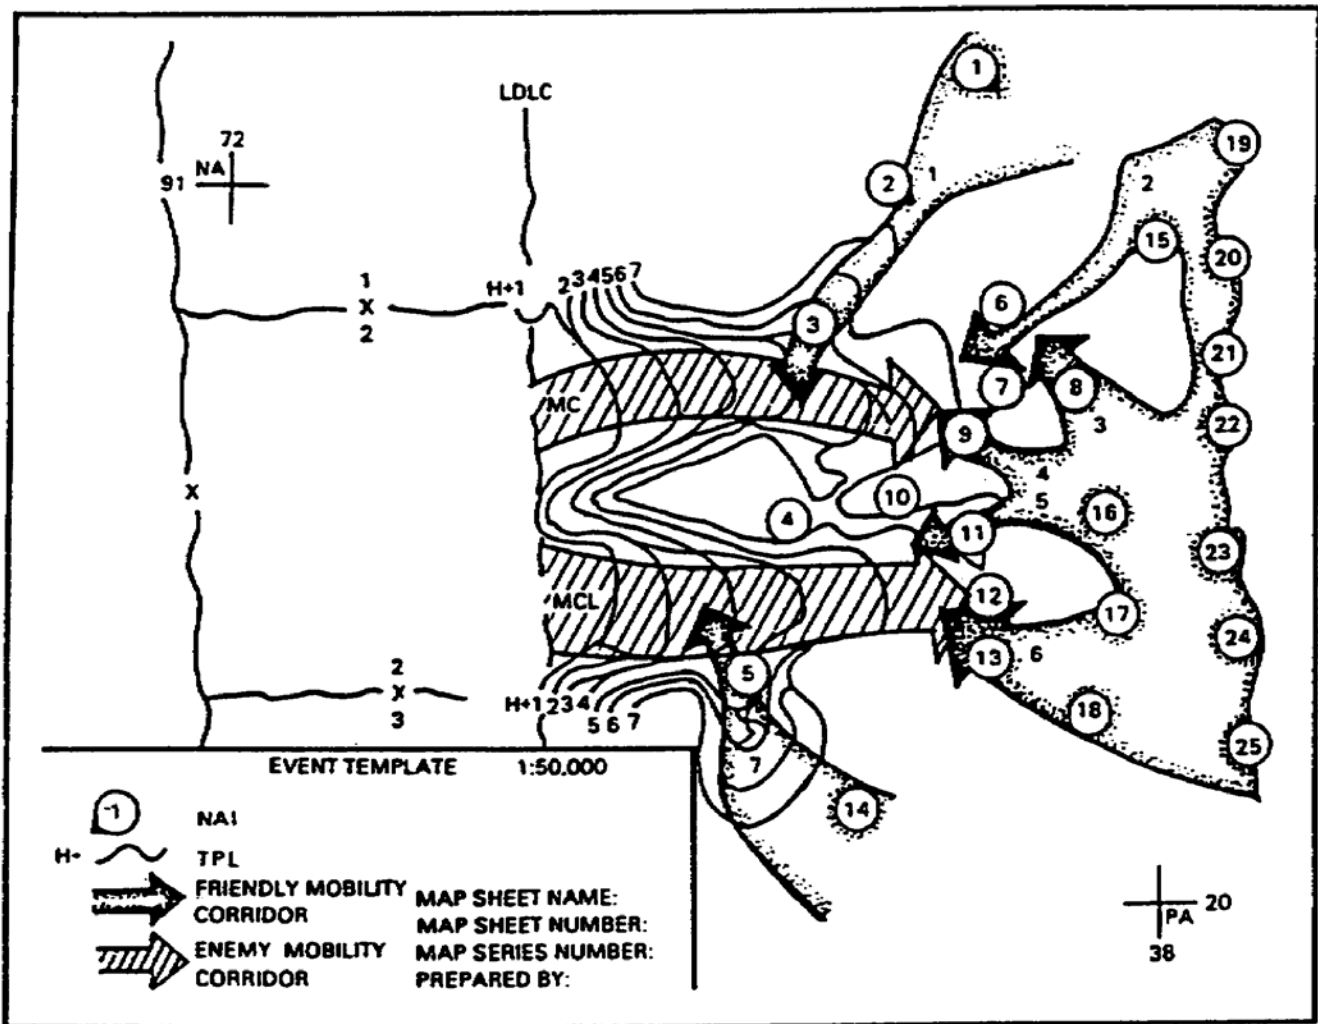 1
LDLC
72
NA
91
19
2
1
2
15
20
1
X
2
H+1
234567
6
3
21
7
8
MC
22
9
3
4
10
5
16
X
4
11
23
12
MCL
17
24
13
6
5
2
X
3
H+1234
567
18
25
7
14
EVENT TEMPLATE 1:50,000
1
NAI
H+
TPL
FRIENDLY MOBILITY
CORRIDOR
ENEMY MOBILITY
CORRIDOR
MAP SHEET NAME:
MAP SHEET NUMBER:
MAP SERIES NUMBER:
PREPARED BY:
20
PA
38